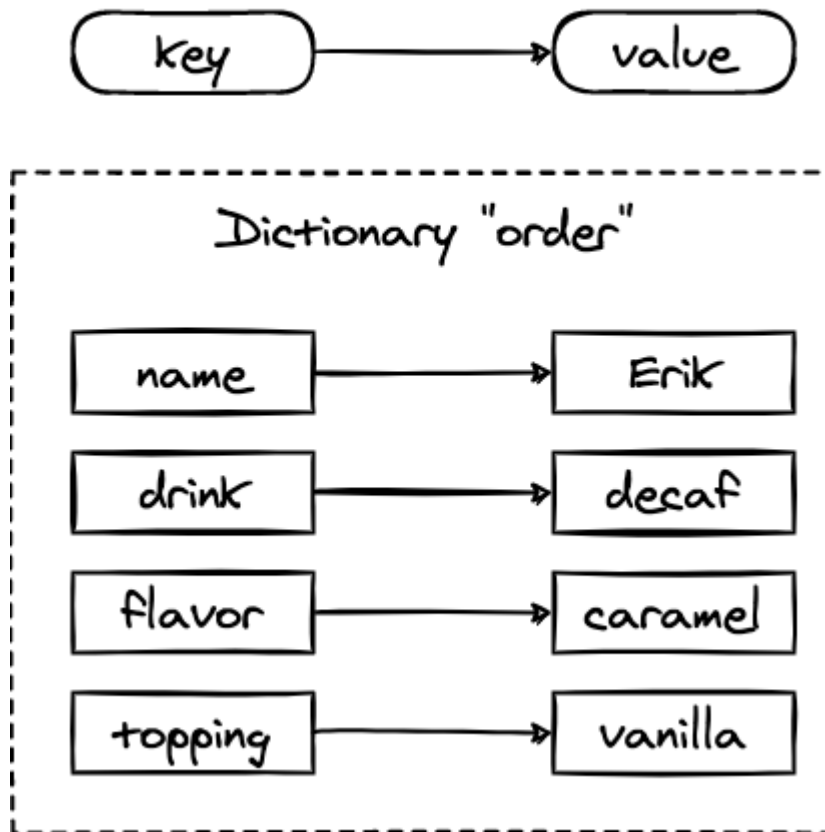 key value
Dictionary "order"
name Erik
drink decaf
flavor caramel
topping vanilla